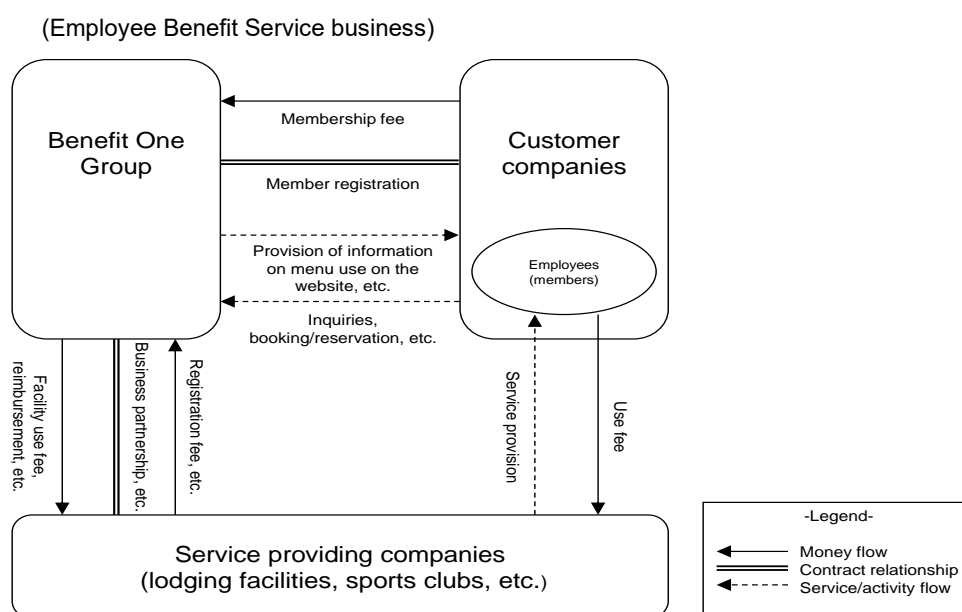 (Employee Benefit Service business)
Benefit One
Group
Membership fee
Customer
companies
Member registration
Provision of information
on menu use on the
website, etc.
Employees
(members)
Inquiries,
booking/reservation, etc.
Facility use fee,
reimbursement, etc.
Business partnership, etc.
Registration fee, etc.
Service provision
Use fee
Service providing companies
(lodging facilities, sports clubs, etc.)
-Legend-
Money flow
Contract relationship
Service/activity flow